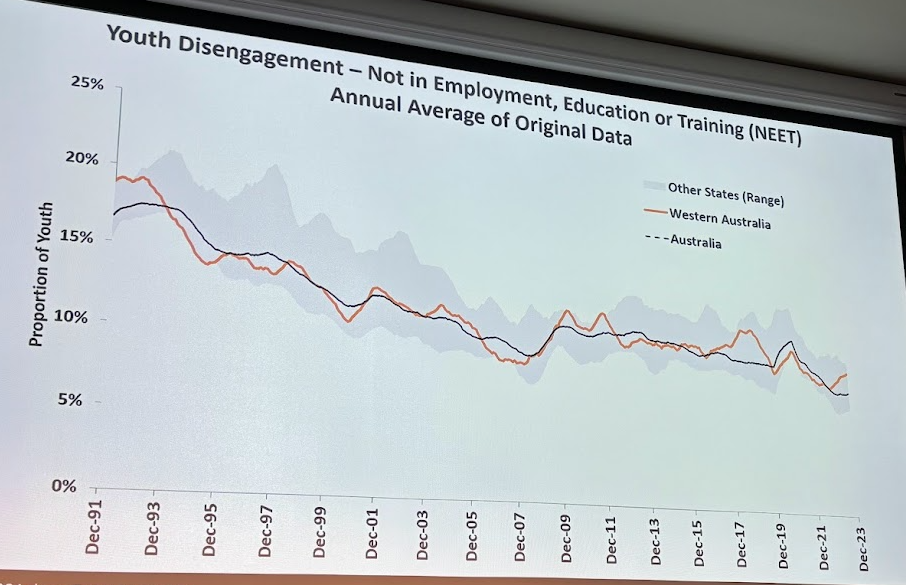 Youth Disengagement – Not in Employment, Education or Training (NEET)
Annual Average of Original Data
25%
20%
15%
10%
5%
0%
Proportion of Youth
Other States (Range)
Western Australia
Australia
Dec-91
Dec-93
Dec-95
Dec-97
Dec-99
Dec-01
Dec-03
Dec-05
Dec-07
Dec-09
Dec-11
Dec-13
Dec-15
Dec-17
Dec-19
Dec-21
Dec-23